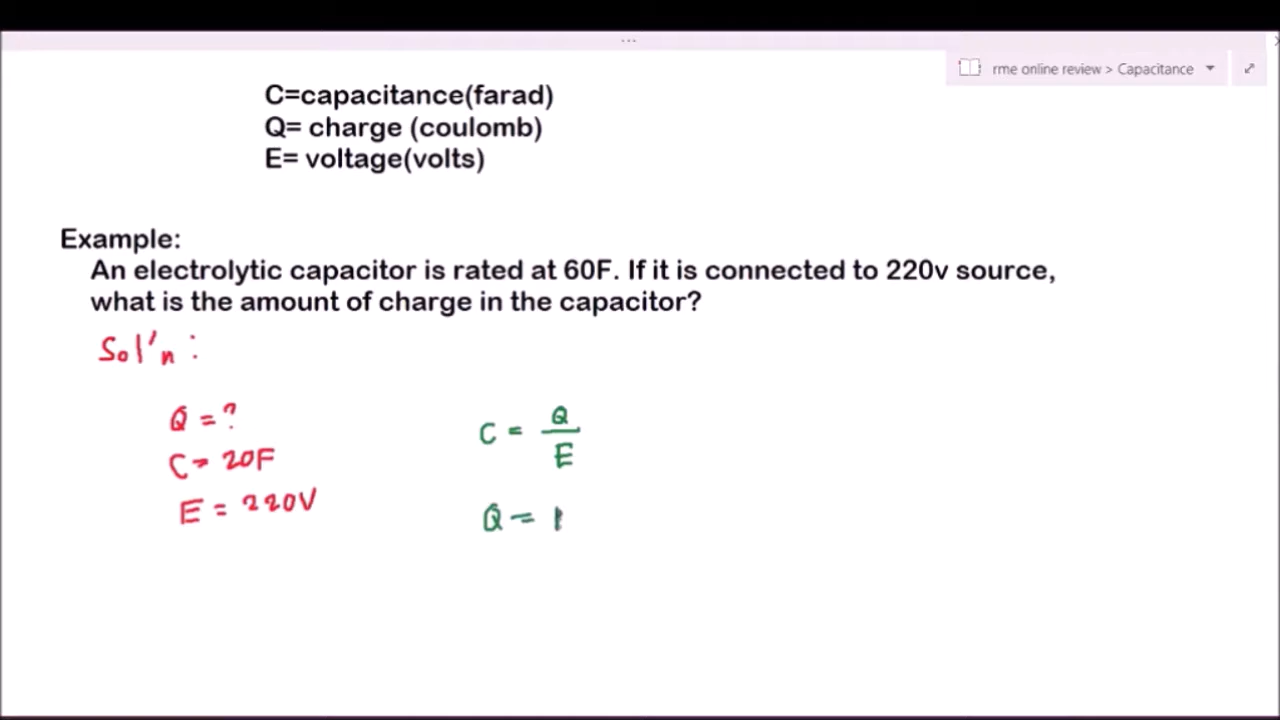 ...
rme online review > Capacitance
C=capacitance(farad)
Q= charge (coulomb)
E= voltage(volts)
Example:
An electrolytic capacitor is rated at 60F. If it is connected to 220v source,
what is the amount of charge in the capacitor?
Sol'n :
Q = ?
C = 20F
E = 220V
C = Q
E
Q =